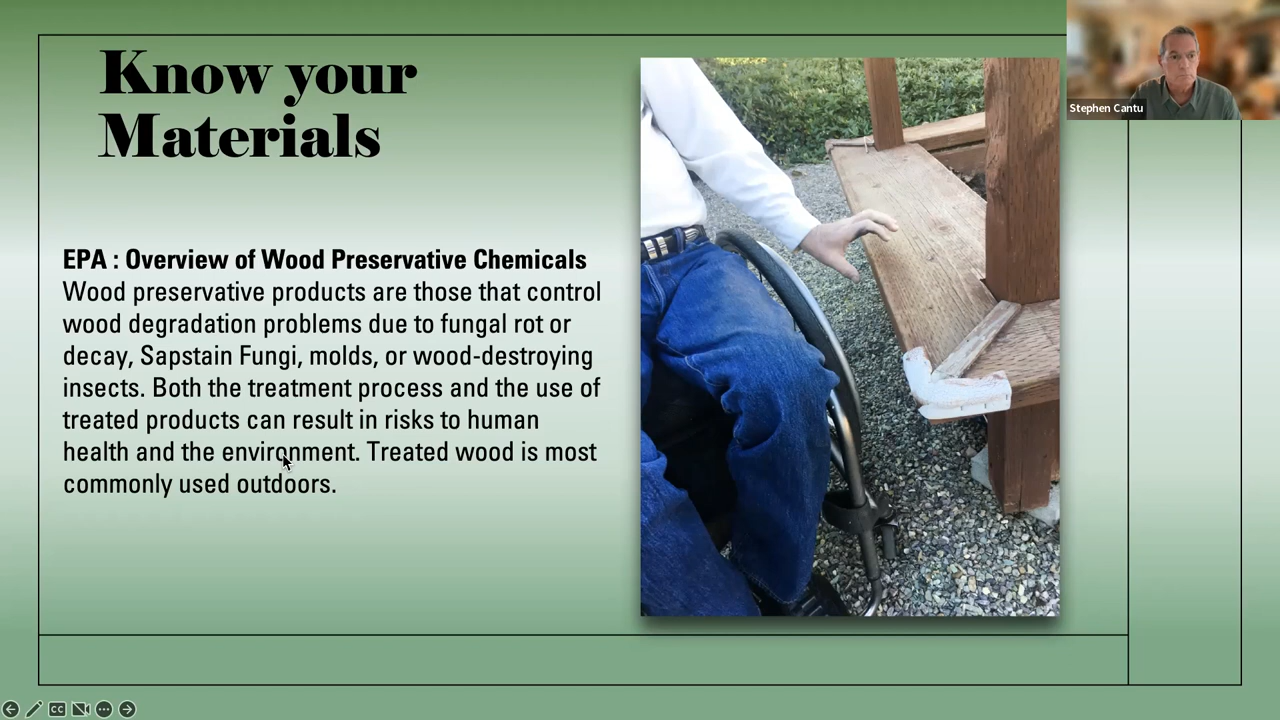 Know your
Materials
EPA : Overview of Wood Preservative Chemicals
Wood preservative products are those that control
wood degradation problems due to fungal rot or
decay, Sapstain Fungi, molds, or wood-destroying
insects. Both the treatment process and the use of
treated products can result in risks to human
health and the environment. Treated wood is most
commonly used outdoors.
Stephen Cantu
CC